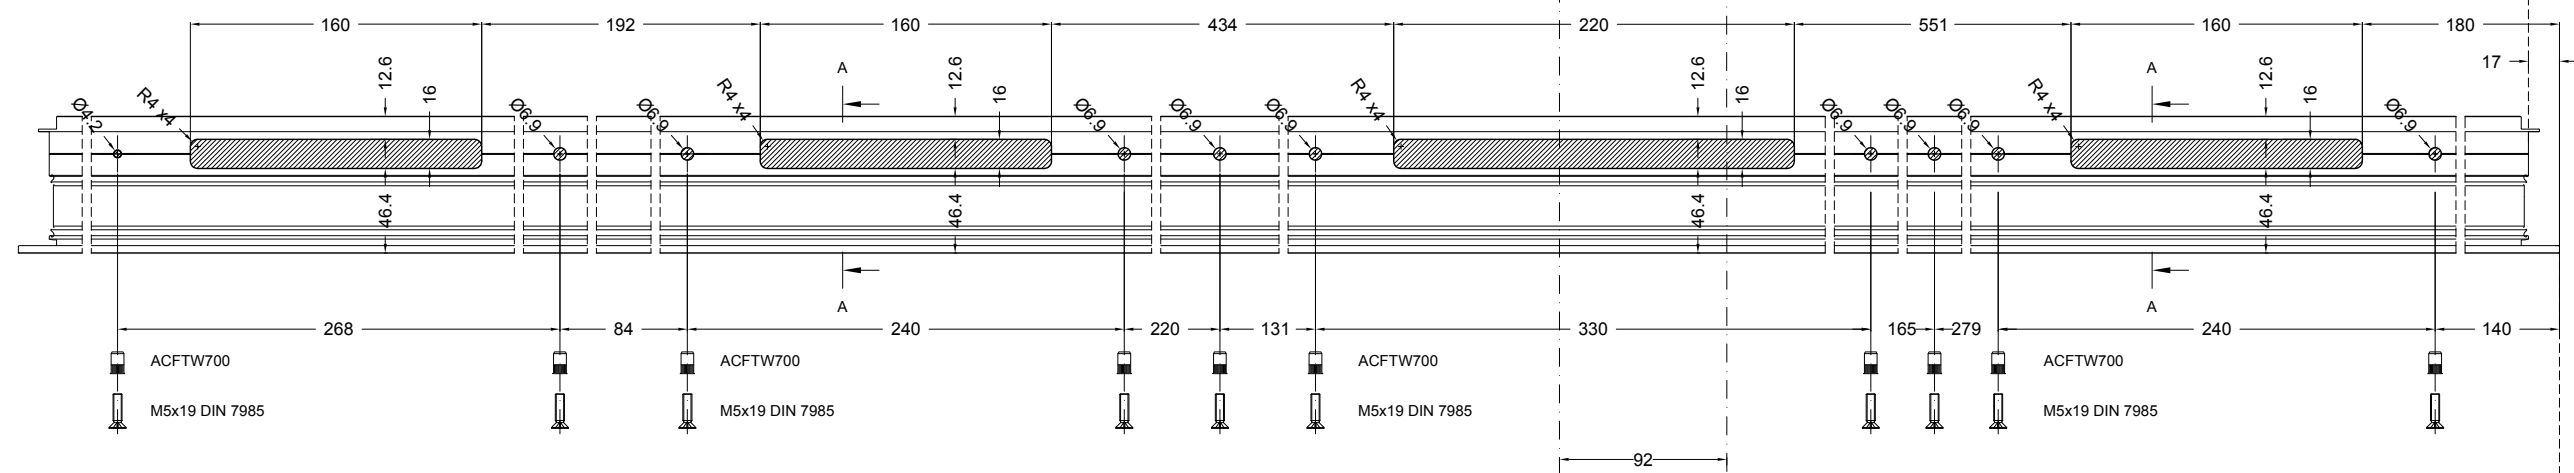 160 192 160 434 220 551 160 180
17
A A
12.6 16 12.6 16 12.6 16 12.6 16
Ø4.2 R4 x4 Ø6.9 Ø6.9 R4 x4 Ø6.9 Ø6.9 Ø6.9 R4 x4 Ø6.9 Ø6.9 Ø6.9 R4 x4 Ø6.9
46.4 46.4 46.4 46.4
A A
268 84 240 220 131 330 165 279 240 140
ACFTW700 ACFTW700 ACFTW700 ACFTW700
M5x19 DIN 7985 M5x19 DIN 7985 M5x19 DIN 7985 M5x19 DIN 7985
92